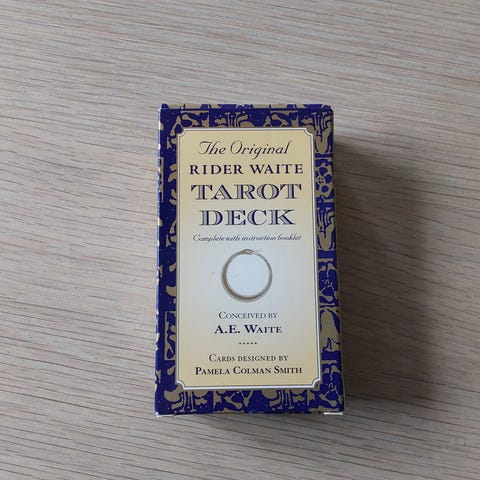 The Original
RIDER WAITE
TAROT
DECK
Complete with instruction booklet
CONCEIVED BY
A.E. WAITE
CARDS DESIGNED BY
PAMELA COLMAN SMITH